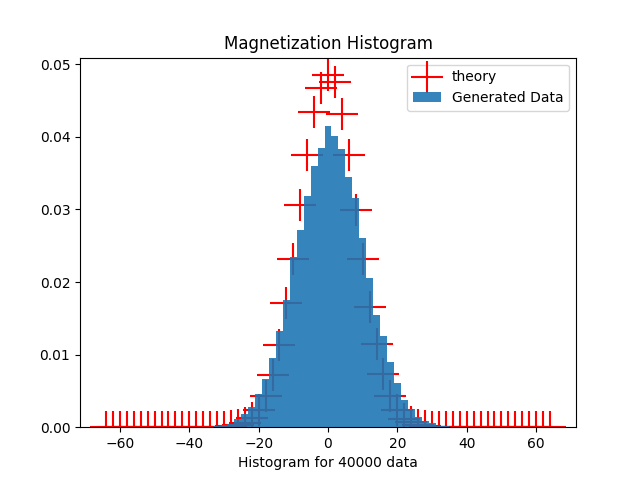 Magnetization Histogram
theory
Generated Data
0.05
0.04
0.03
0.02
0.01
0.00
−60 −40 −20 0 20 40 60
Histogram for 40000 data